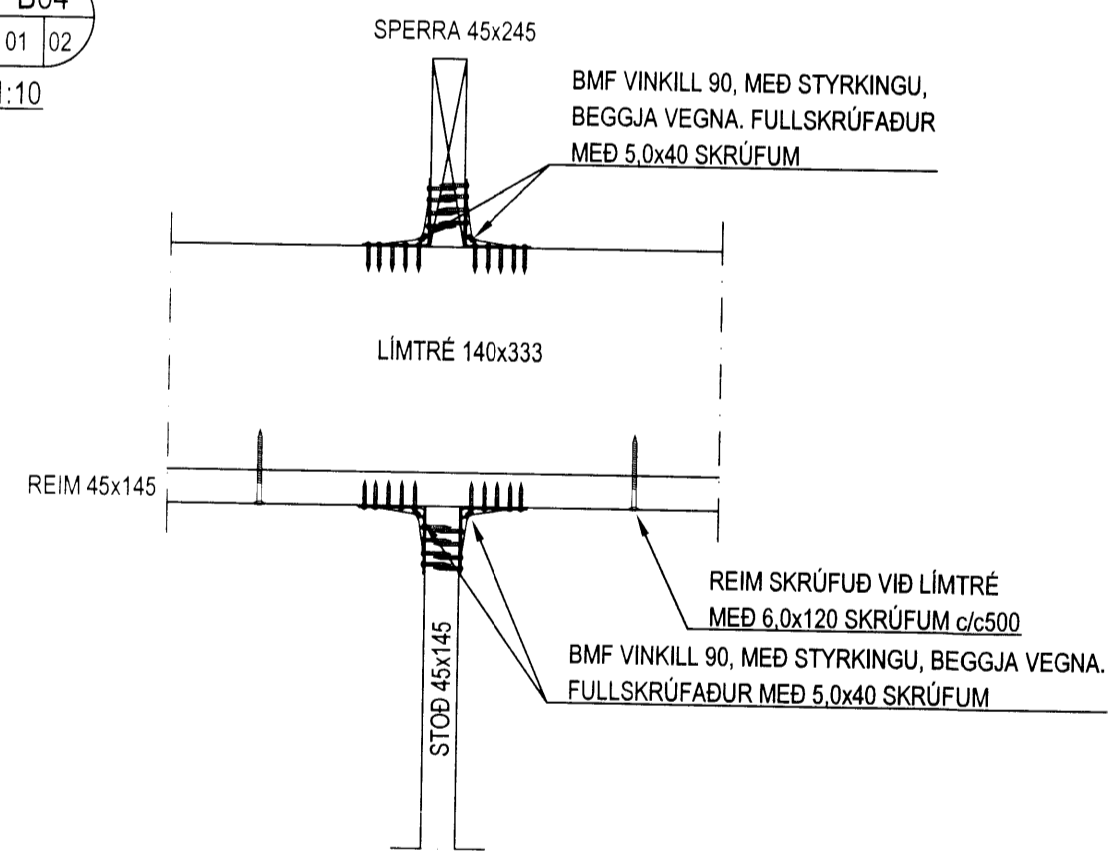 B04
01 02
1:10
SPERRA 45x245
BMF VINKILL 90, MEÐ STYRKINGU,
BEGGJA VEGNA. FULLSKRÚFAÐUR
MEÐ 5,0x40 SKRÚFUM
LÍMTRÉ 140x333
REIM 45x145
REIM SKRÚFUÐ VIÐ LÍMTRÉ
MEÐ 6,0x120 SKRÚFUM c/c500
BMF VINKILL 90, MEÐ STYRKINGU, BEGGJA VEGNA.
FULLSKRÚFAÐUR MEÐ 5,0x40 SKRÚFUM
STOÐ 45x145